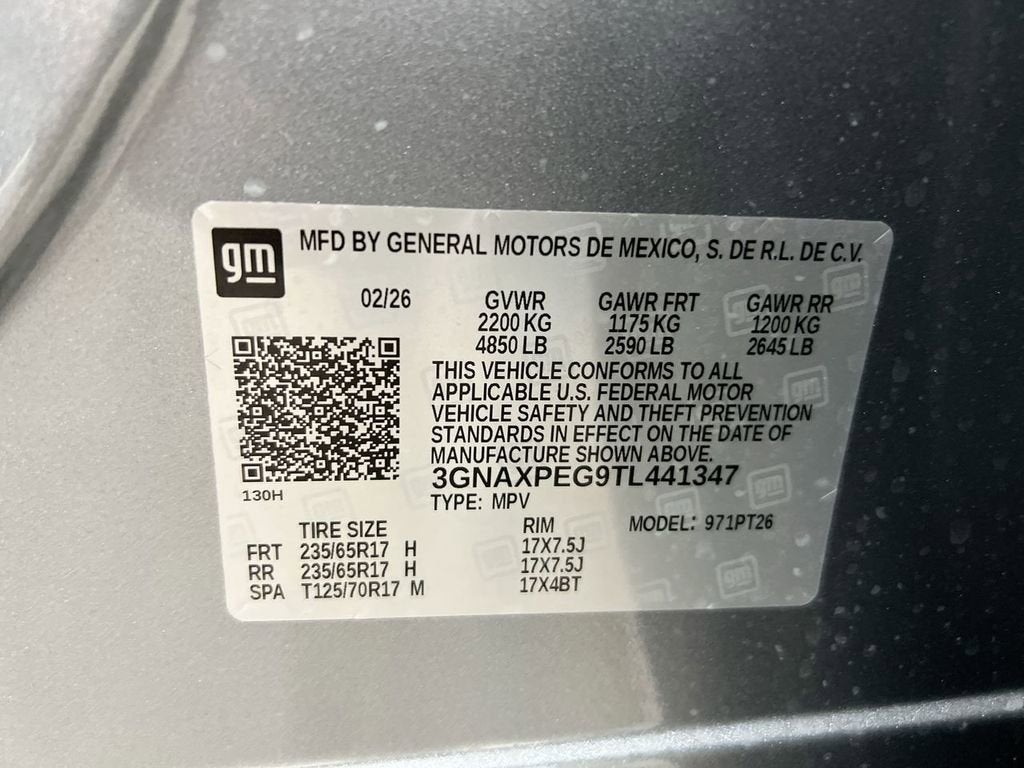 gm MFD BY GENERAL MOTORS DE MEXICO, S. DE R.L. DE C.V.
02/26 GVWR GAWR FRT GAWR RR
2200 KG 1175 KG 1200 KG
4850 LB 2590 LB 2645 LB
THIS VEHICLE CONFORMS TO ALL
APPLICABLE U.S. FEDERAL MOTOR
VEHICLE SAFETY AND THEFT PREVENTION
STANDARDS IN EFFECT ON THE DATE OF
MANUFACTURE SHOWN ABOVE.
3GNAXPEG9TL441347
130H
TYPE: MPV
TIRE SIZE RIM MODEL: 971PT26
FRT 235/65R17 H 17X7.5J
RR 235/65R17 H 17X7.5J
SPA T125/70R17 M 17X4BT